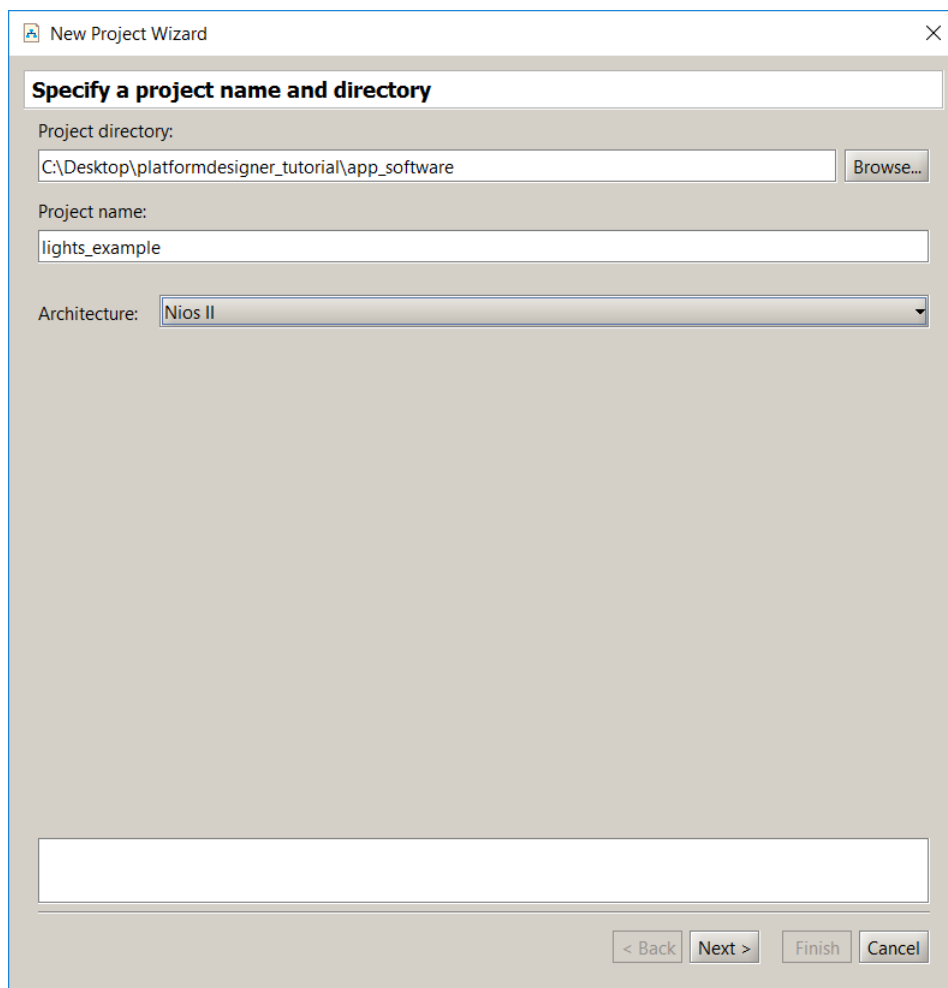 New Project Wizard
Specify a project name and directory
Project directory:
C:\Desktop\platformdesigner_tutorial\app_software
Browse...
Project name:
lights_example
Architecture: Nios II
< Back Next > Finish Cancel